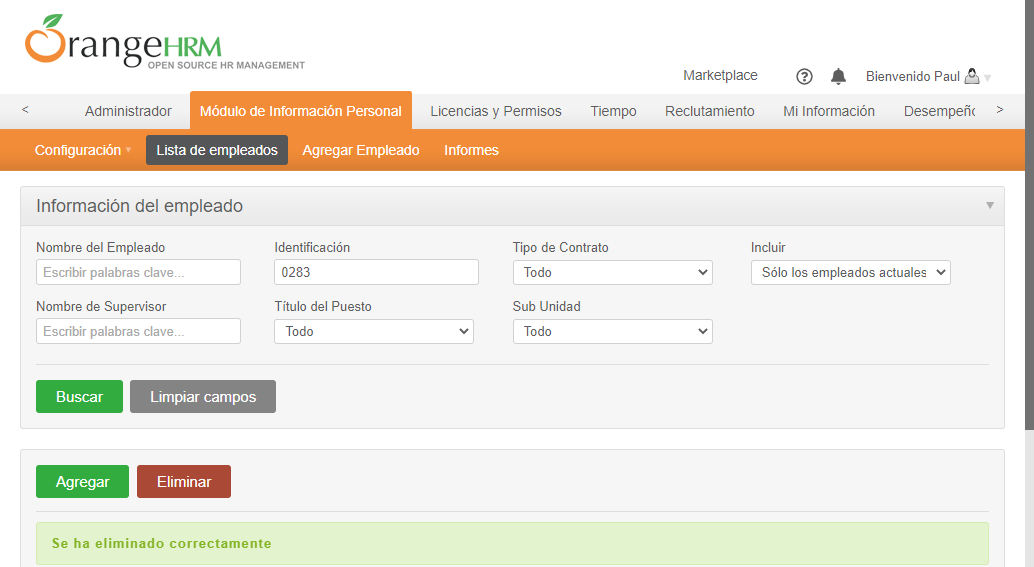 OrangeHRM
OPEN SOURCE HR MANAGEMENT
Marketplace
Bienvenido Paul
< Administrador Módulo de Información Personal Licencias y Permisos Tiempo Reclutamiento Mi Información Desempeño >
Configuración Lista de empleados Agregar Empleado Informes
Información del empleado
Nombre del Empleado Identificación Tipo de Contrato Incluir
Escribir palabras clave... 0283 Todo Sólo los empleados actuales
Nombre de Supervisor Título del Puesto Sub Unidad
Escribir palabras clave... Todo Todo
Buscar Limpiar campos
Agregar Eliminar
Se ha eliminado correctamente